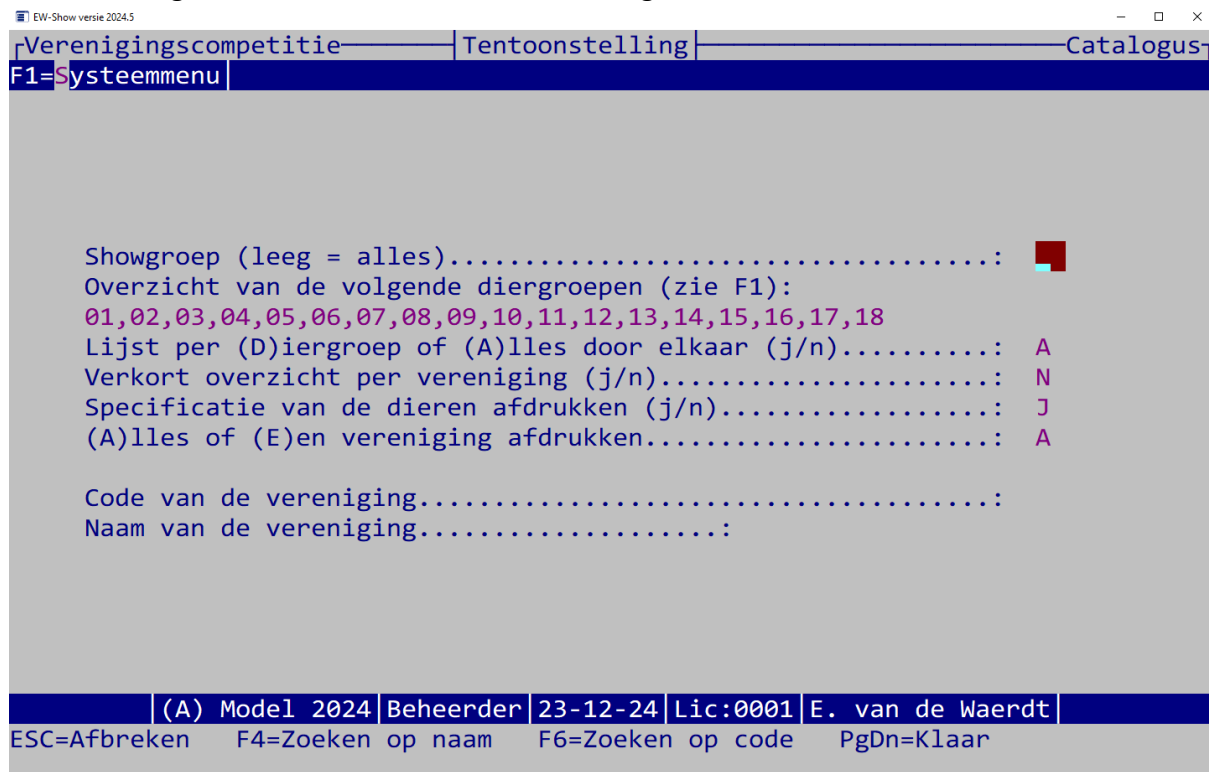 EW-Show versie 2024.5
Verenigingscompetitie Tentoonstelling Catalogus
F1=Systeemmenu
Showgroep (leeg = alles)....................................:
Overzicht van de volgende diergroepen (zie F1):
01,02,03,04,05,06,07,08,09,10,11,12,13,14,15,16,17,18
Lijst per (D)iergroep of (A)lles door elkaar (j/n)..........: A
Verkort overzicht per vereniging (j/n)......................: N
Specificatie van de dieren afdrukken (j/n)..................: J
(A)lles of (E)en vereniging afdrukken.......................: A
Code van de vereniging......................................:
Naam van de vereniging....................:
(A) Model 2024|Beheerder|23-12-24|Lic:0001|E. van de Waerdt|
ESC=Afbreken F4=Zoeken op naam F6=Zoeken op code PgDn=Klaar